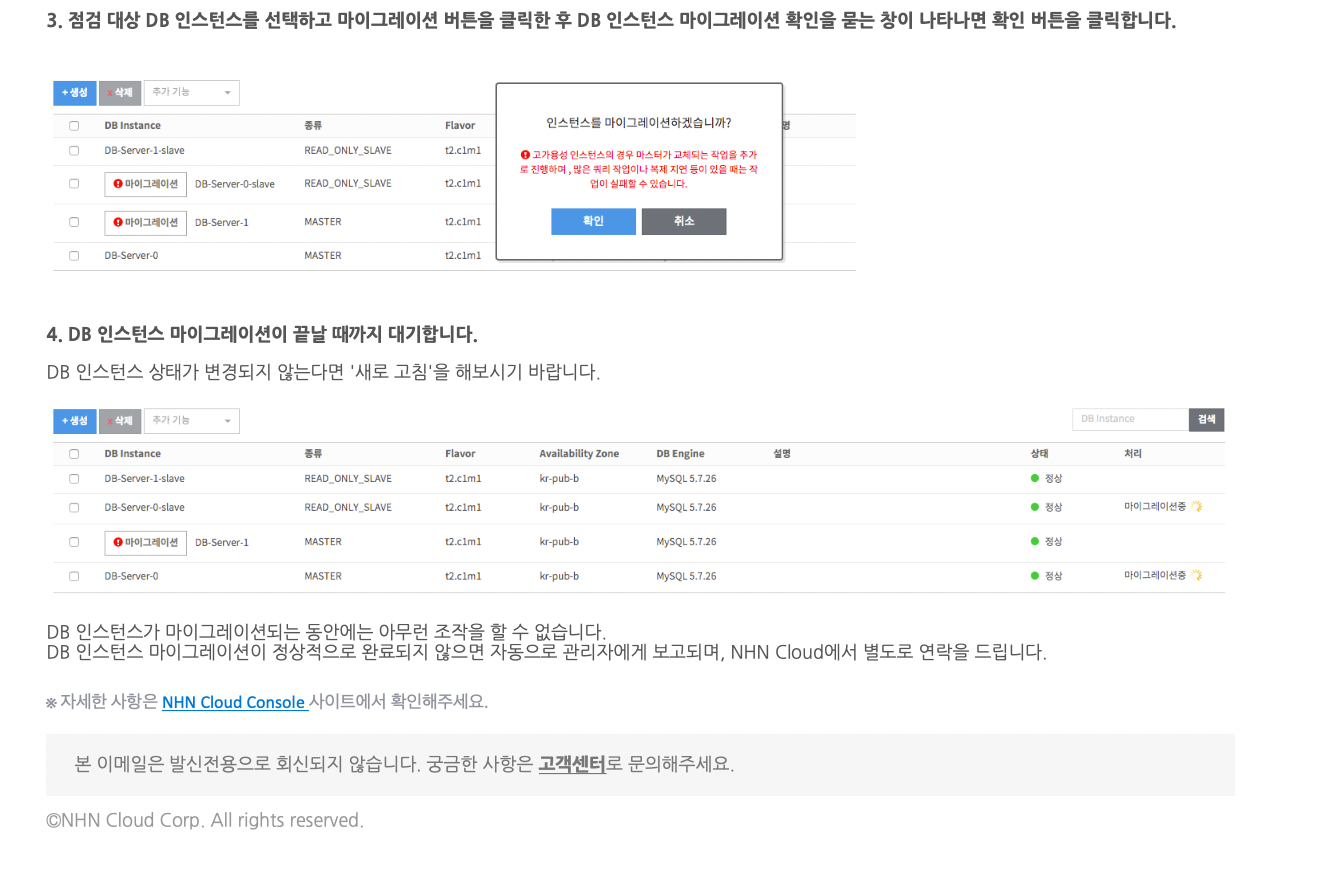 3. 점검 대상 DB 인스턴스를 선택하고 마이그레이션 버튼을 클릭한 후 DB 인스턴스 마이그레이션 확인을 묻는 창이 나타나면 확인 버튼을 클릭합니다.
+ 생성 x 삭제 추가 기능
DB Instance 종류 Flavor 명
DB-Server-1-slave READ_ONLY_SLAVE t2.c1m1
마이그레이션 DB-Server-0-slave READ_ONLY_SLAVE t2.c1m1
마이그레이션 DB-Server-1 MASTER t2.c1m1
DB-Server-0 MASTER t2.c1m1
인스턴스를 마이그레이션하겠습니까?
고가용성 인스턴스의 경우 마스터가 교체되는 작업을 추가
로 진행하며 , 많은 쿼리 작업이나 복제 지연 등이 있을 때는 작
업이 실패할 수 있습니다.
확인 취소
4. DB 인스턴스 마이그레이션이 끝날 때까지 대기합니다.
DB 인스턴스 상태가 변경되지 않는다면 '새로 고침'을 해보시기 바랍니다.
+ 생성 x 삭제 추가 기능 DB Instance 검색
DB Instance 종류 Flavor Availability Zone DB Engine 설명 상태 처리
DB-Server-1-slave READ_ONLY_SLAVE t2.c1m1 kr-pub-b MySQL 5.7.26 정상
DB-Server-0-slave READ_ONLY_SLAVE t2.c1m1 kr-pub-b MySQL 5.7.26 정상 마이그레이션중
마이그레이션 DB-Server-1 MASTER t2.c1m1 kr-pub-b MySQL 5.7.26 정상
DB-Server-0 MASTER t2.c1m1 kr-pub-b MySQL 5.7.26 정상 마이그레이션중
DB 인스턴스가 마이그레이션되는 동안에는 아무런 조작을 할 수 없습니다.
DB 인스턴스 마이그레이션이 정상적으로 완료되지 않으면 자동으로 관리자에게 보고되며, NHN Cloud에서 별도로 연락을 드립니다.
※ 자세한 사항은 NHN Cloud Console 사이트에서 확인해주세요.
본 이메일은 발신전용으로 회신되지 않습니다. 궁금한 사항은 고객센터로 문의해주세요.
©NHN Cloud Corp. All rights reserved.